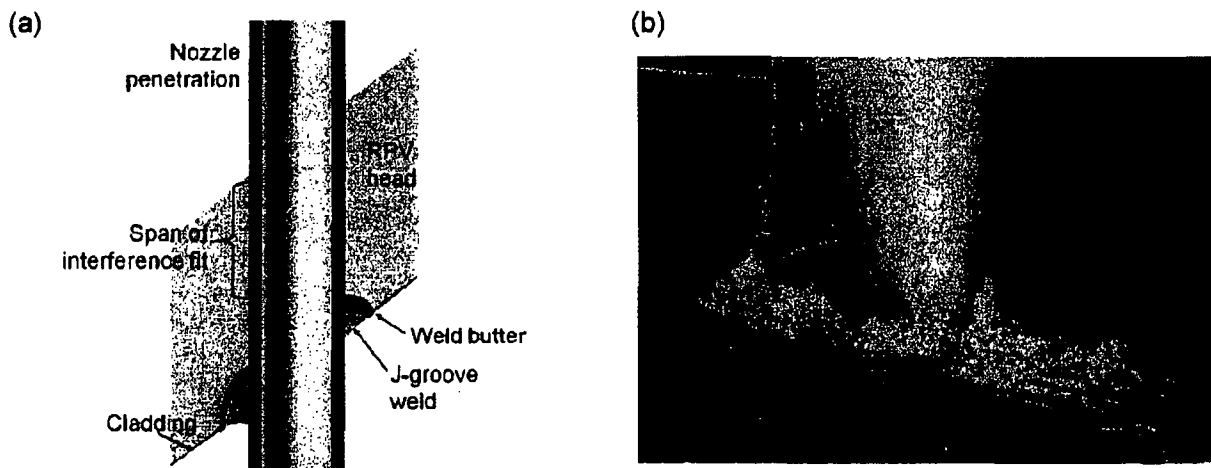 (a)
Nozzle
penetration
RPV
head
Span of
interference fit
Weld butter
J-groove
weld
Cladding
(b)